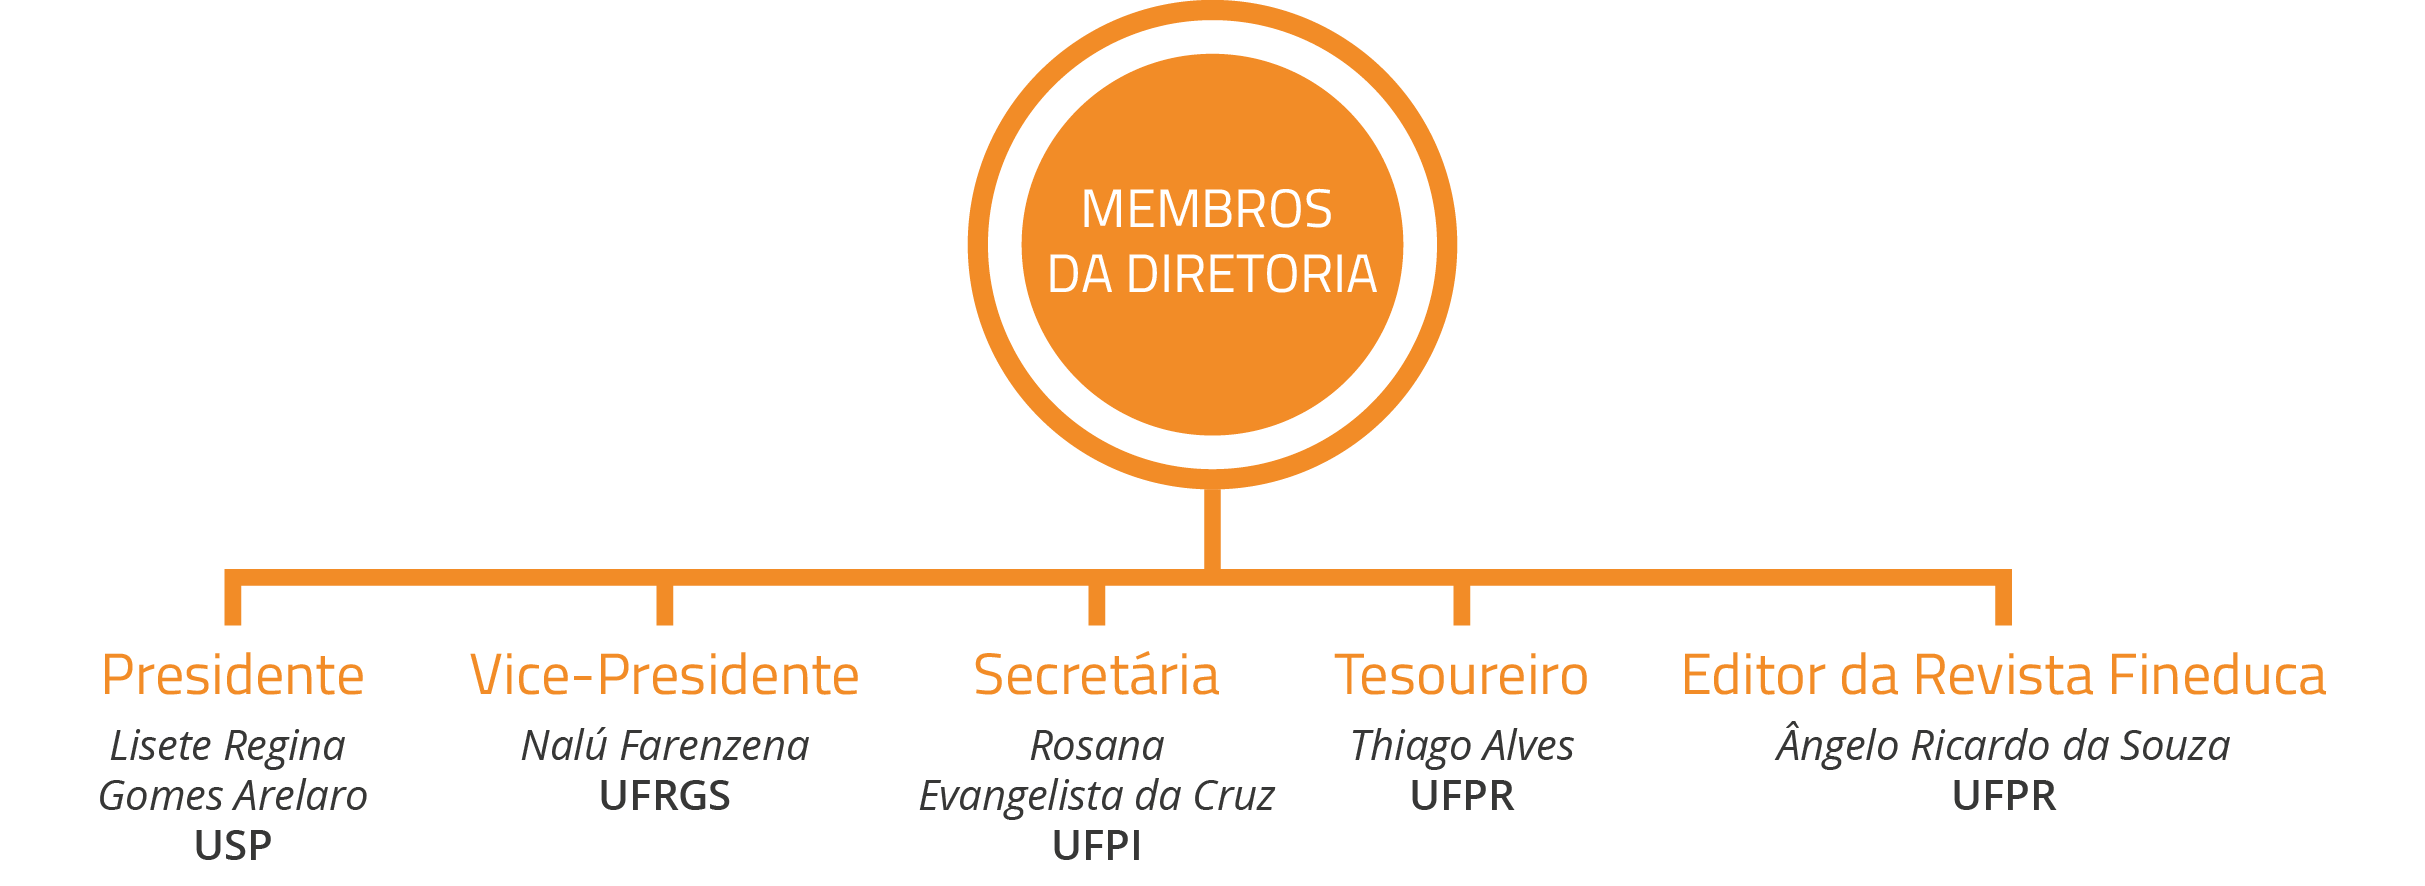 MEMBROS
DA DIRETORIA
Presidente
Lisete Regina
Gomes Arelaro
USP
Vice-Presidente
Nalú Farenzena
UFRGS
Secretária
Rosana
Evangelista da Cruz
UFPI
Tesoureiro
Thiago Alves
UFPR
Editor da Revista Fineduca
Ângelo Ricardo da Souza
UFPR